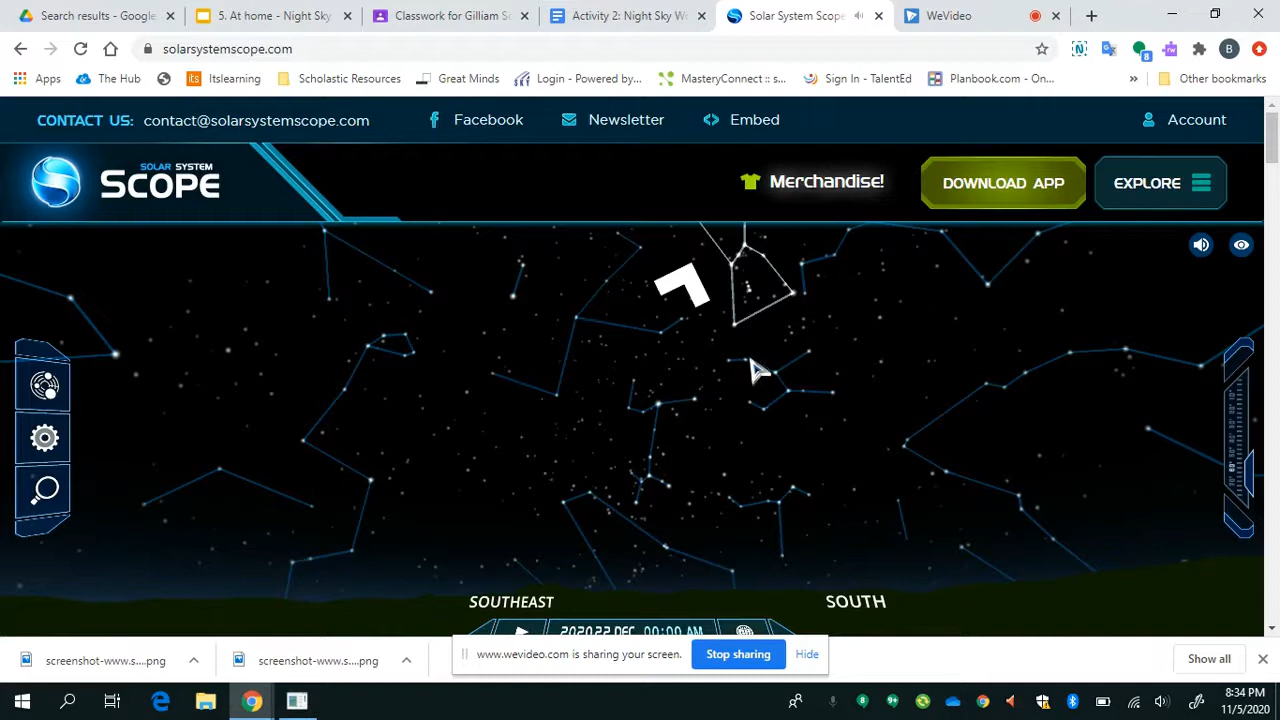 Search results - Google
5. At home - Night Sky
Classwork for Gilliam Sc
Activity 2: Night Sky Wo
Solar System Scope
WeVideo
solarsystemscope.com
Apps
The Hub
Itslearning
Scholastic Resources
Great Minds
Login - Powered by...
MasteryConnect :: s...
Sign In - TalentEd
Planbook.com - On...
Other bookmarks
CONTACT US: contact@solarsystemscope.com
Facebook
Newsletter
Embed
Account
SOLAR SYSTEM
SCOPE
Merchandise!
DOWNLOAD APP
EXPLORE
SOUTHEAST
SOUTH
2020 22 DEC 00:00 AM
www.wevideo.com is sharing your screen.
Stop sharing
Hide
screenshot-www.s....png
screenshot-www.s....png
Show all
8:34 PM
11/5/2020